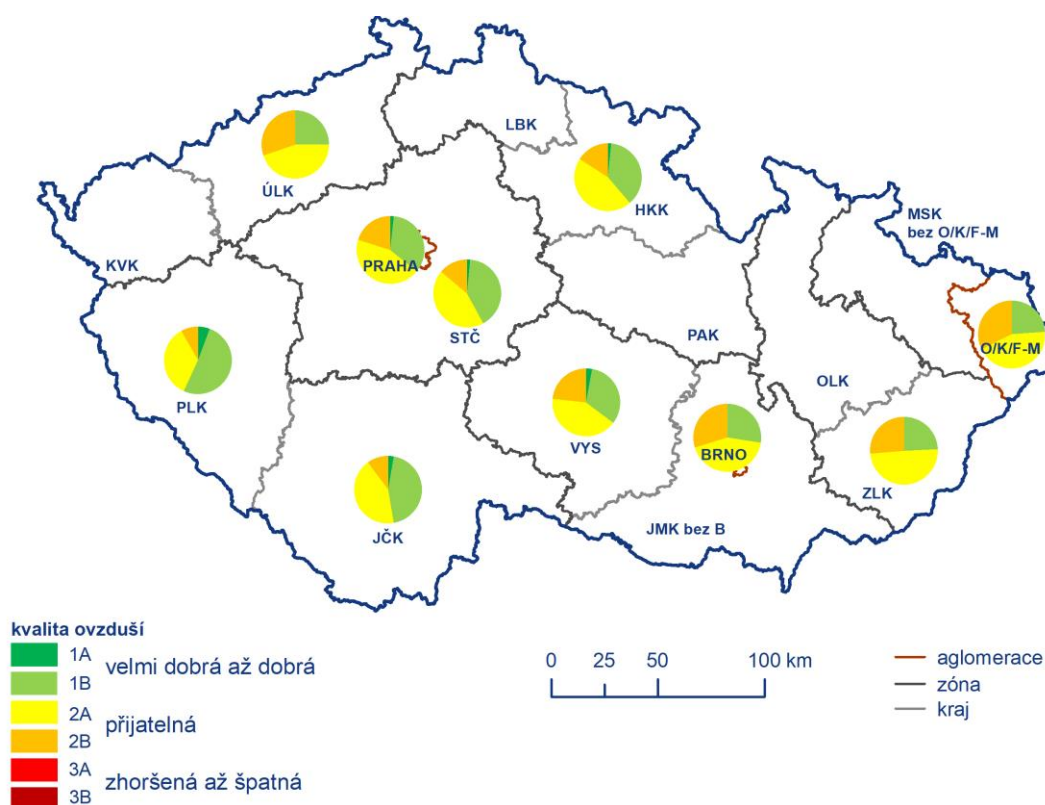 LBK
ÚLK
HKK
MSK
bez O/K/F-M
KVK
PRAHA
STČ
PAK
O/K/F-M
PLK
OLK
VYS
BRNO
ZLK
JČK
JMK bez B
kvalita ovzduší
1A
velmi dobrá až dobrá
1B
2A
přijatelná
2B
3A
zhoršená až špatná
3B
0 25 50 100 km
aglomerace
zóna
kraj